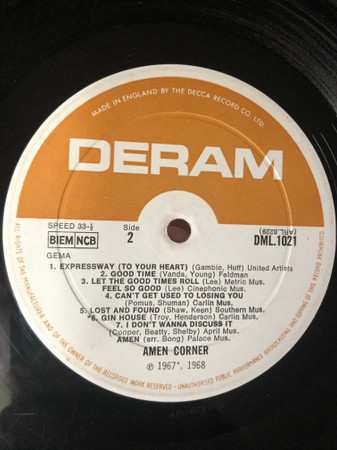 MADE IN ENGLAND BY THE DECCA RECORD CO. LTD.
DERAM
SPEED 33-⅓
BIEM NCB
GEMA
Side
2
(ARL.8229)
DML.1021
1. EXPRESSWAY (TO YOUR HEART) (Gamble, Huff) United Artists
2. GOOD TIME (Vanda, Young) Feldman
3. LET THE GOOD TIMES ROLL (Lee) Metric Mus.
FEEL SO GOOD (Lee) Cinephonic Mus.
4. CAN'T GET USED TO LOSING YOU
(Pomus, Shuman) Carlin Mus.
5. LOST AND FOUND (Shaw, Keen) Southern Mus.
*6. GIN HOUSE (Troy, Henderson) Carlin Mus.
7. I DON'T WANNA DISCUSS IT
(Cooper, Beatty, Shelby) Arul Mus.
AMEN (arr. Bong) Palace Mus.
AMEN CORNER
℗ 1967*, 1968
ALL RIGHTS OF THE MANUFACTURER AND OF THE OWNER OF THE RECORDED WORK RESERVED - UNAUTHORISED PUBLIC PERFORMANCE, BROADCASTING AND COPYING OF THIS RECORD PROHIBITED